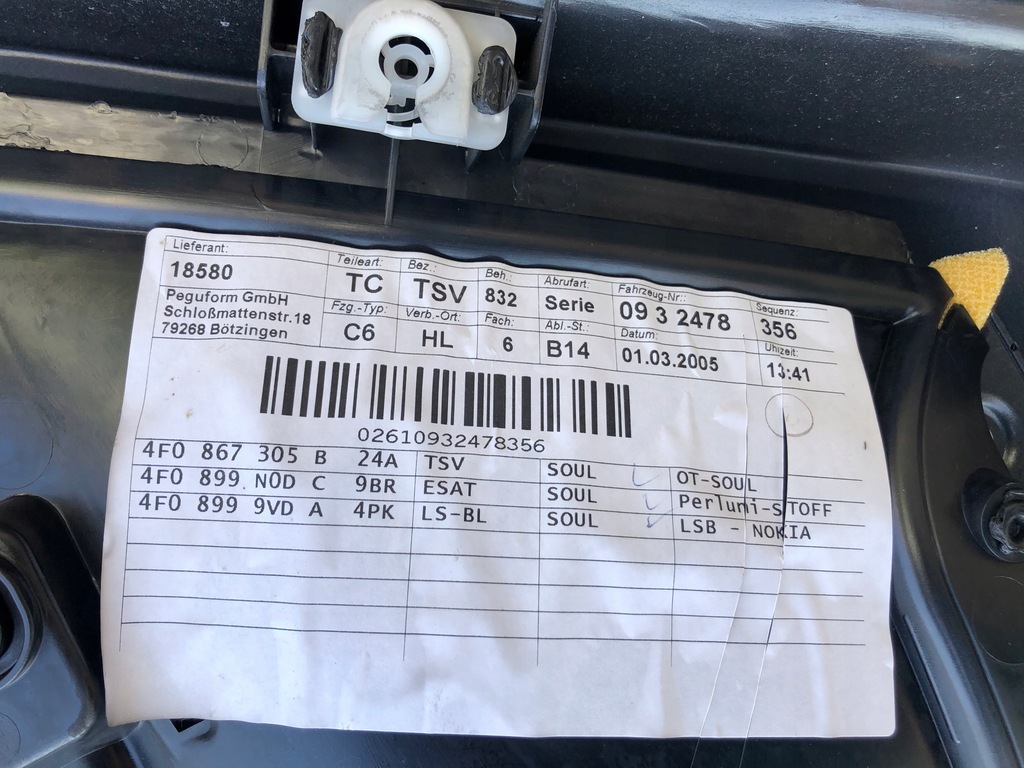 Lieferant: Teileart: Bez.: Beh.: Abrufart: Fahrzeug-Nr.: Sequenz:
18580 TC TSV 832 Serie 09 3 2478 356
Peguform GmbH Fzg.-Typ: Verb.-Ort: Fach: Abl.-St.: Datum: Uhrzeit:
Schloßmattenstr.18 C6 HL 6 B14 01.03.2005 13:41
79268 Bötzingen
02610932478356
4F0 867 305 B 24A TSV SOUL OT-SOUL
4F0 899 N0D C 9BR ESAT SOUL Perlumi-STOFF
4F0 899 9VD A 4PK LS-BL SOUL LSB - NOKIA